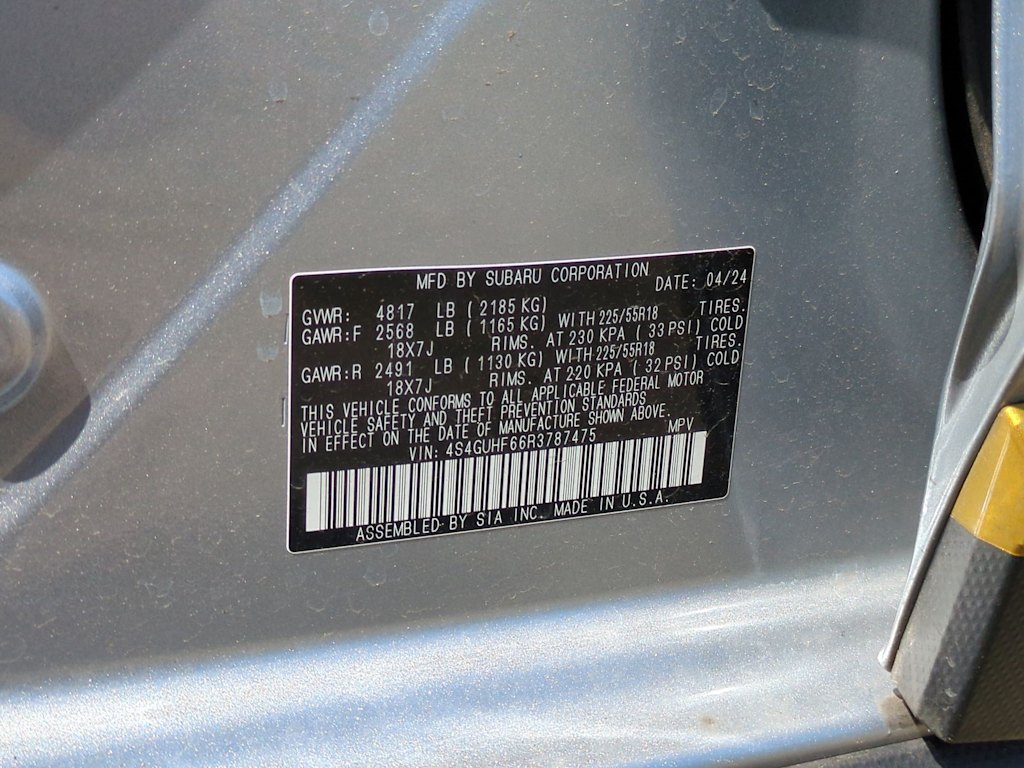 MFD BY SUBARU CORPORATION DATE: 04/24
GVWR: 4817 LB ( 2185 KG)
GAWR:F 2568 LB ( 1165 KG) WITH 225/55R18 TIRES.
18X7J RIMS. AT 230 KPA ( 33 PSI) COLD
GAWR:R 2491 LB ( 1130 KG) WITH 225/55R18 TIRES.
18X7J RIMS. AT 220 KPA ( 32 PSI) COLD
THIS VEHICLE CONFORMS TO ALL APPLICABLE FEDERAL MOTOR
VEHICLE SAFETY AND THEFT PREVENTION STANDARDS
IN EFFECT ON THE DATE OF MANUFACTURE SHOWN ABOVE.
VIN: 4S4GUHF66R3787475 MPV
ASSEMBLED BY SIA INC. MADE IN U.S.A.